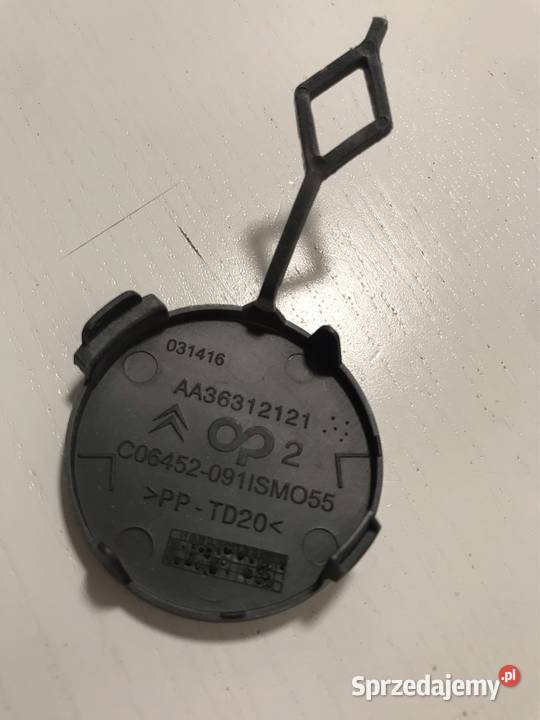 031416
AA36312121
OP 2
C06452-091ISMO55
>PP-TD20<
Sprzedajemy.pl